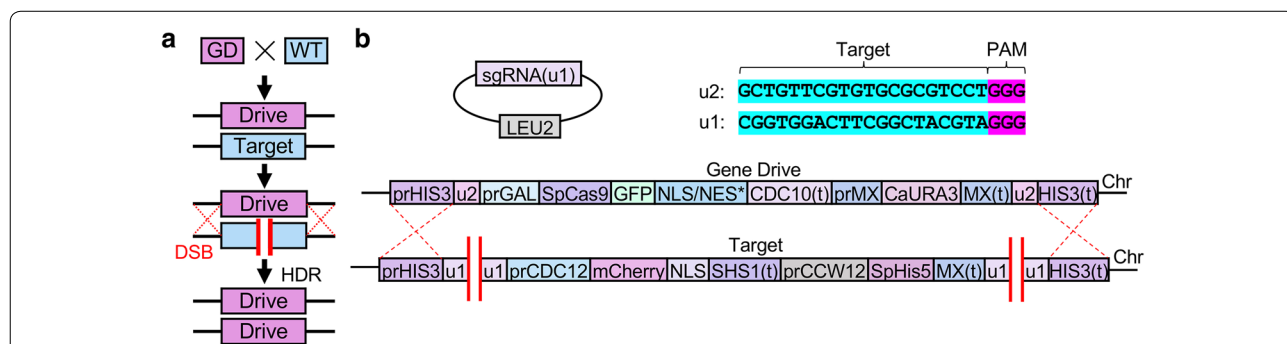 a
GD × WT
Drive
Target
Drive
DSB
HDR
Drive
Drive
b
sgRNA(u1)
LEU2
Target PAM
u2: GCTGTTCGTGTGCGCGTCCTGGG
u1: CGGTGGACTTCGGCTACGTAGGG
Gene Drive
prHIS3 u2 prGAL SpCas9 GFP NLS/NES* CDC10(t) prMX CaURA3 MX(t) u2 HIS3(t) Chr
Target
prHIS3 u1 u1 prCDC12 mCherry NLS SHS1(t) prCCW12 SpHis5 MX(t) u1 u1 HIS3(t) Chr